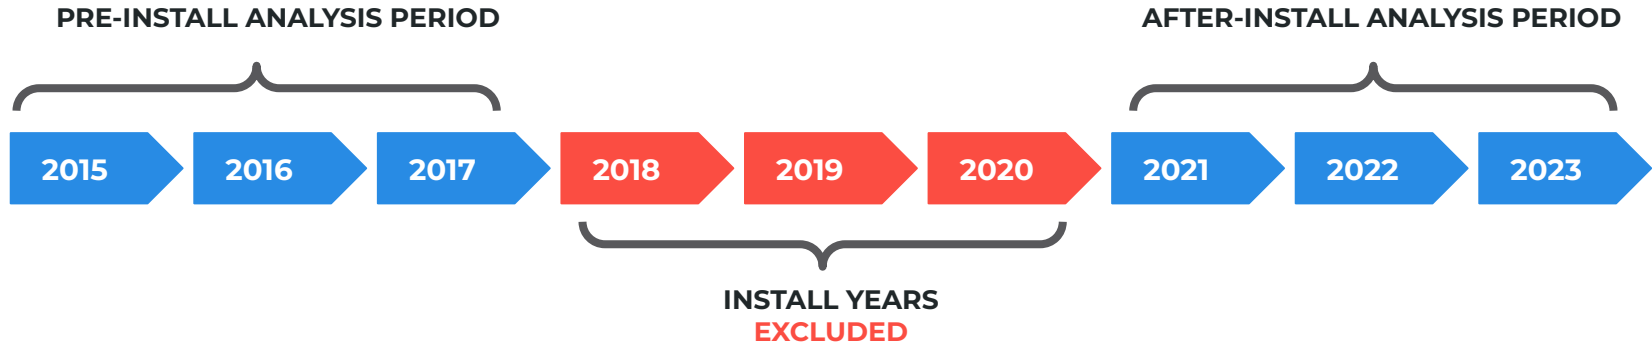 PRE-INSTALL ANALYSIS PERIOD
AFTER-INSTALL ANALYSIS PERIOD
2015
2016
2017
2018
2019
2020
2021
2022
2023
INSTALL YEARS
EXCLUDED